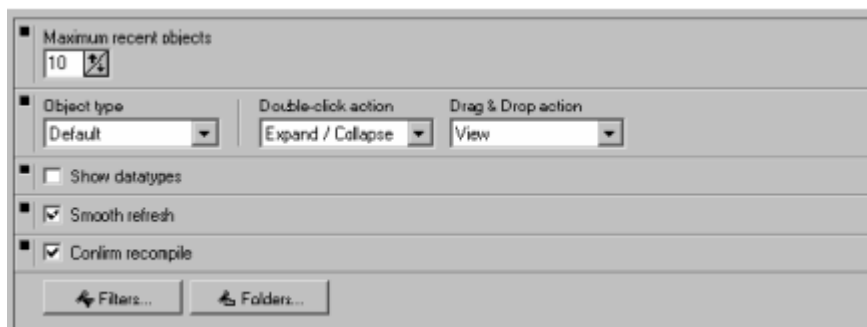 Maximum recent objects
10
Object type Double-click action Drag & Drop action
Default Expand / Collapse View
Show datatypes
Smooth refresh
Confirm recompile
Filters... Folders...